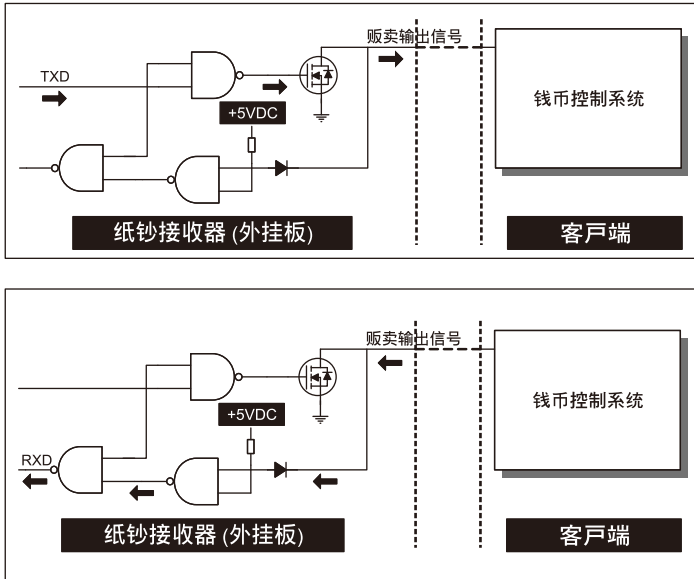 贩卖输出信号
TXD
钱币控制系统
+5VDC
纸钞接收器 (外挂板)
客戸端
贩卖输出信号
钱币控制系统
+5VDC
RXD
纸钞接收器 (外挂板)
客戸端